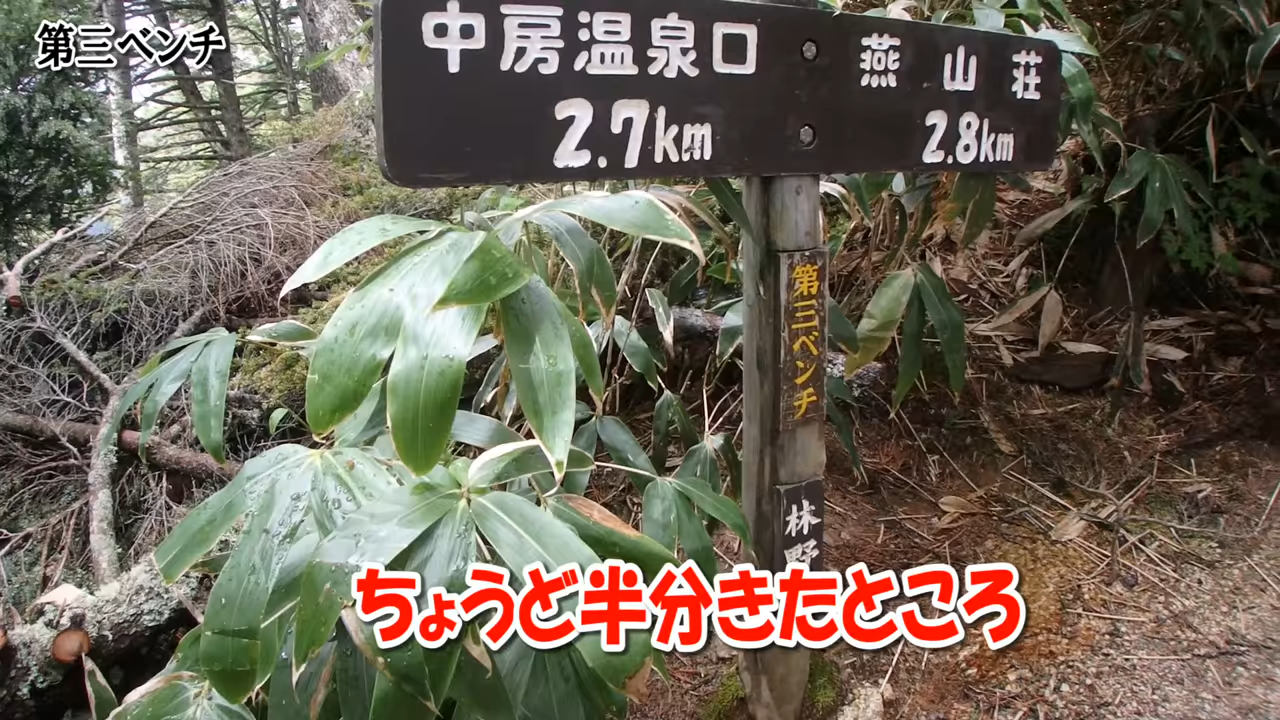 第三ベンチ
中房温泉口 燕山荘
2.7km 2.8km
第三ベンチ
林野
ちょうど半分きたところ